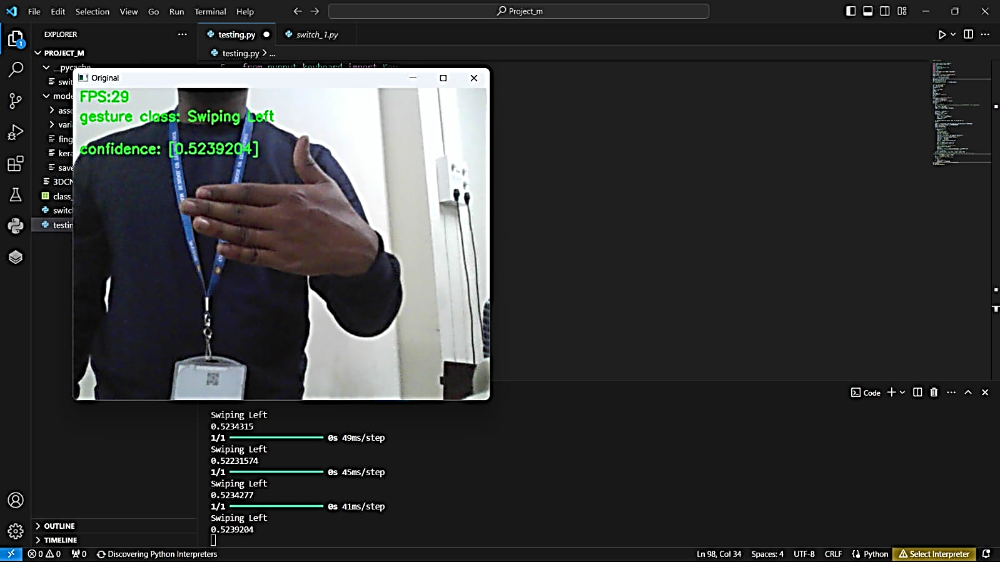 File Edit Selection View Go Run Terminal Help
Project_m
EXPLORER
testing.py
switch_1.py
PROJECT_M
testing.py > ...
__pycache__
5 from pynput.keyboard import Key
swit
mode
asse
vari
fing
kera
save
3DCN
class_
switc
testin
Original
FPS:29
gesture class: Swiping Left
confidence: [0.5239204]
Code
Swiping Left
0.5234315
1/1 0s 49ms/step
Swiping Left
0.52231574
1/1 0s 45ms/step
Swiping Left
0.5234277
1/1 0s 41ms/step
Swiping Left
0.5239204
OUTLINE
TIMELINE
1
0 0 0 Discovering Python Interpreters
Ln 98, Col 34 Spaces: 4 UTF-8 CRLF Python Select Interpreter